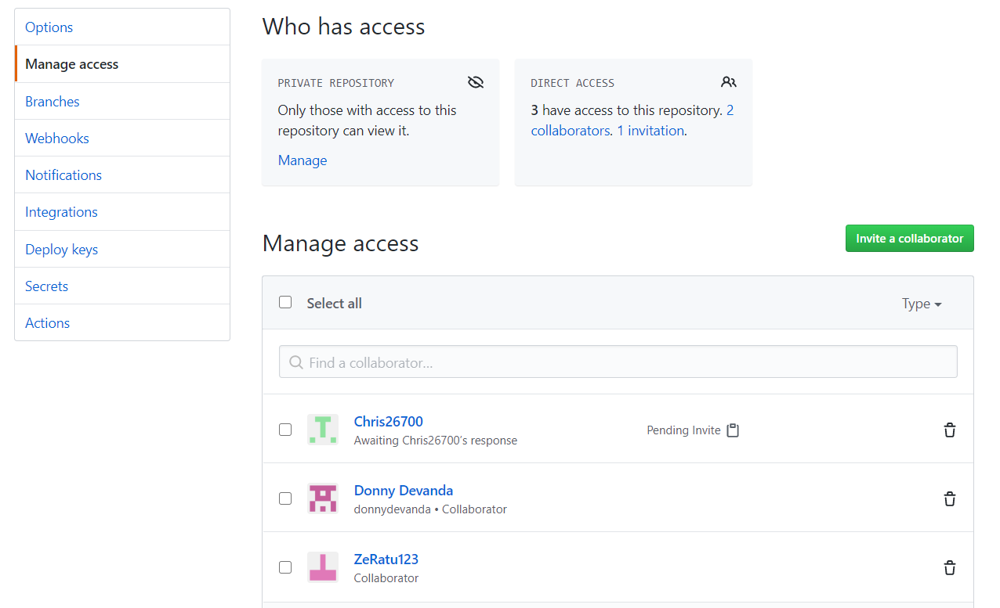 Options
Manage access
Branches
Webhooks
Notifications
Integrations
Deploy keys
Secrets
Actions
Who has access
PRIVATE REPOSITORY
Only those with access to this
repository can view it.
Manage
DIRECT ACCESS
3 have access to this repository. 2
collaborators. 1 invitation.
Manage access
Invite a collaborator
Select all
Type
Find a collaborator...
Chris26700
Awaiting Chris26700's response
Pending Invite
Donny Devanda
donnydevanda • Collaborator
ZeRatu123
Collaborator